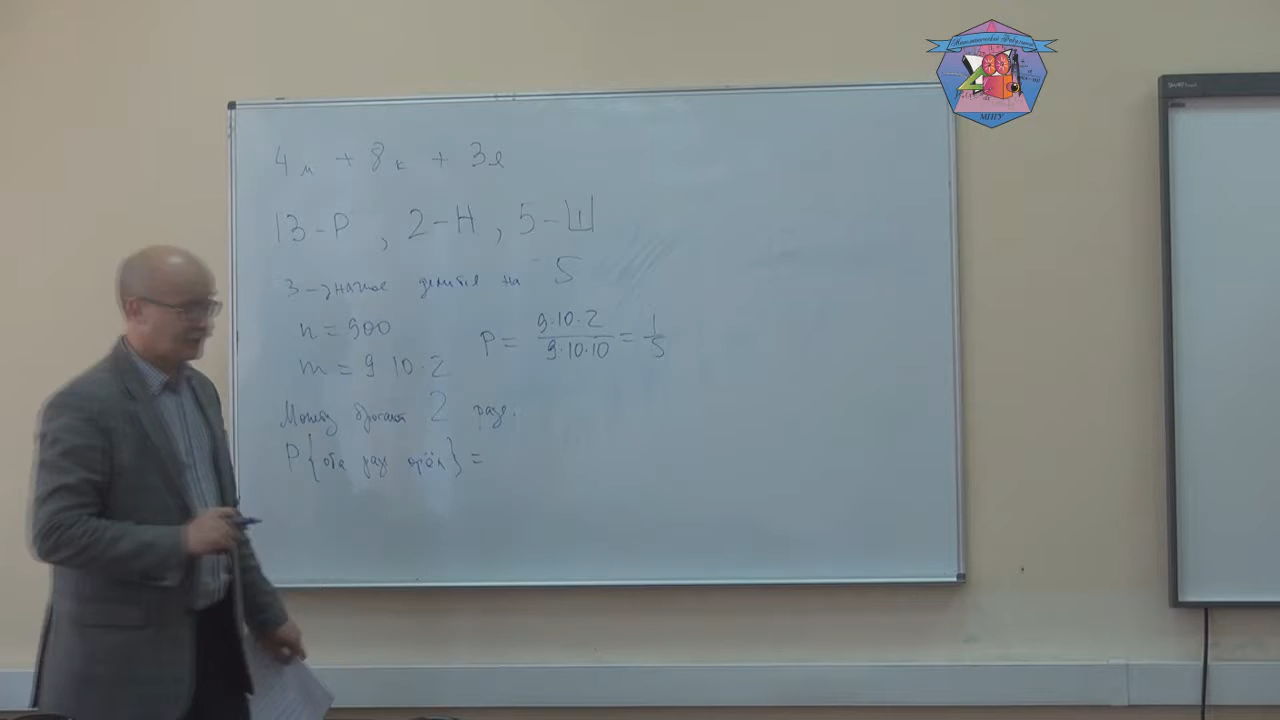 4м + 8к + 3л
13-Р , 2-Н , 5-Ш
3-значное делится на 5
n = 900
P = 9·10·2 / 9·10·10 = 1/5
m = 9 10·2
Монету бросают 2 раза.
P{оба раза орёл} =
МПГУ